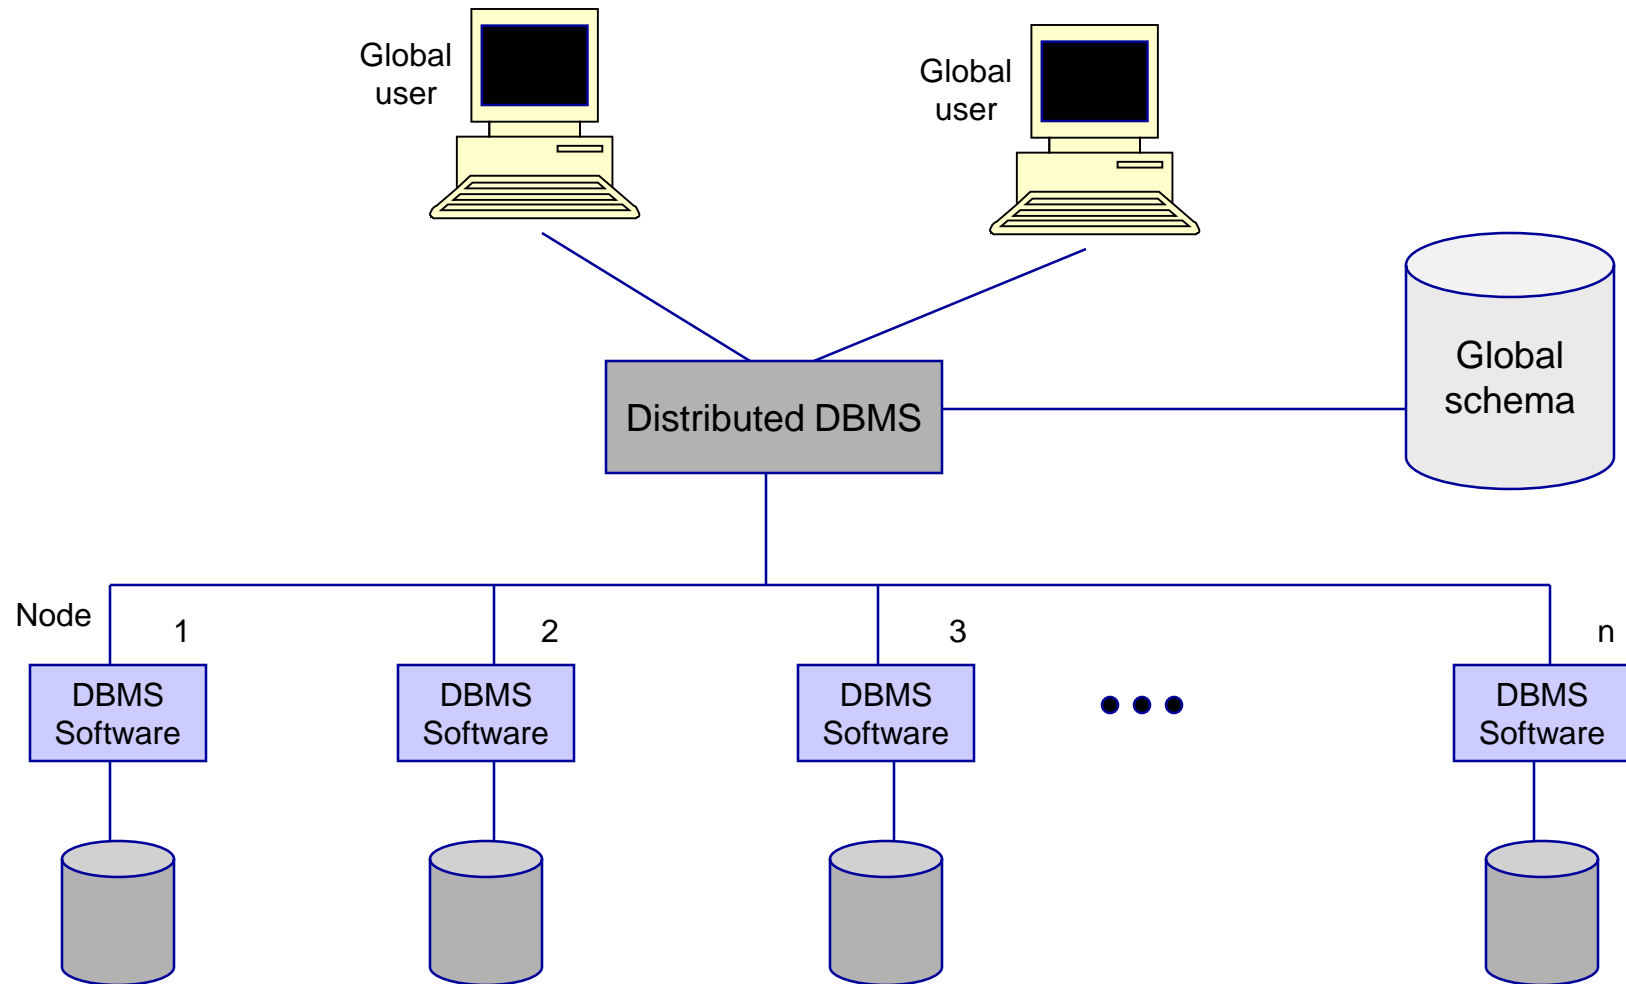 Global
user
Global
user
Global
schema
Distributed DBMS
Node
1
2
3
n
DBMS
Software
DBMS
Software
DBMS
Software
DBMS
Software